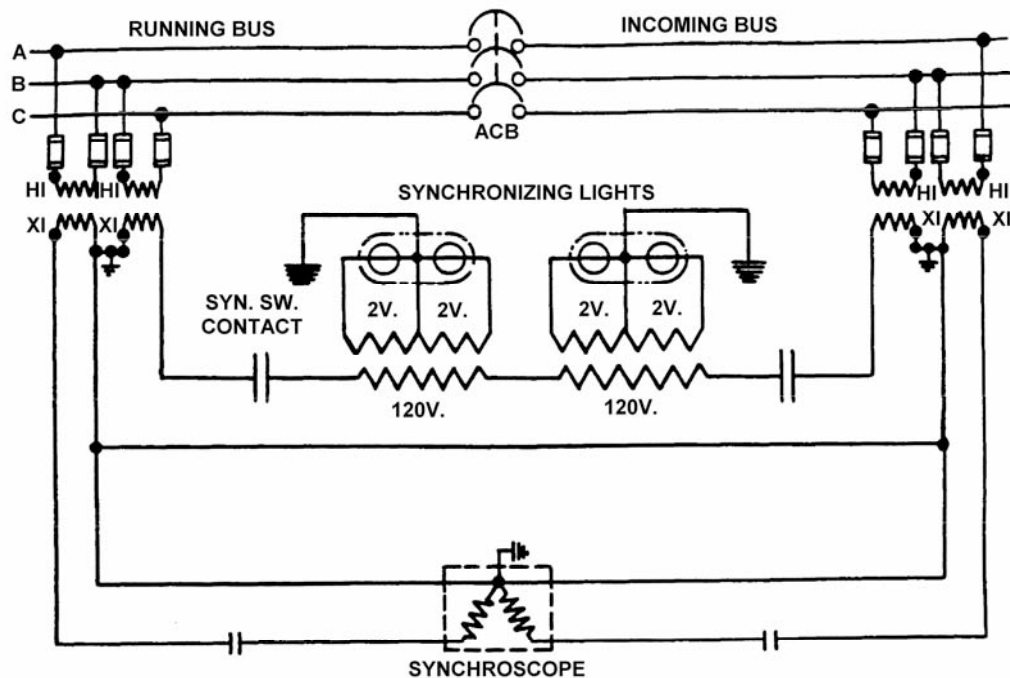 RUNNING BUS
INCOMING BUS
A
B
C
ACB
HI
HI
HI
HI
XI
XI
XI
XI
SYNCHRONIZING LIGHTS
SYN. SW.
CONTACT
2V.
2V.
2V.
2V.
120V.
120V.
SYNCHROSCOPE